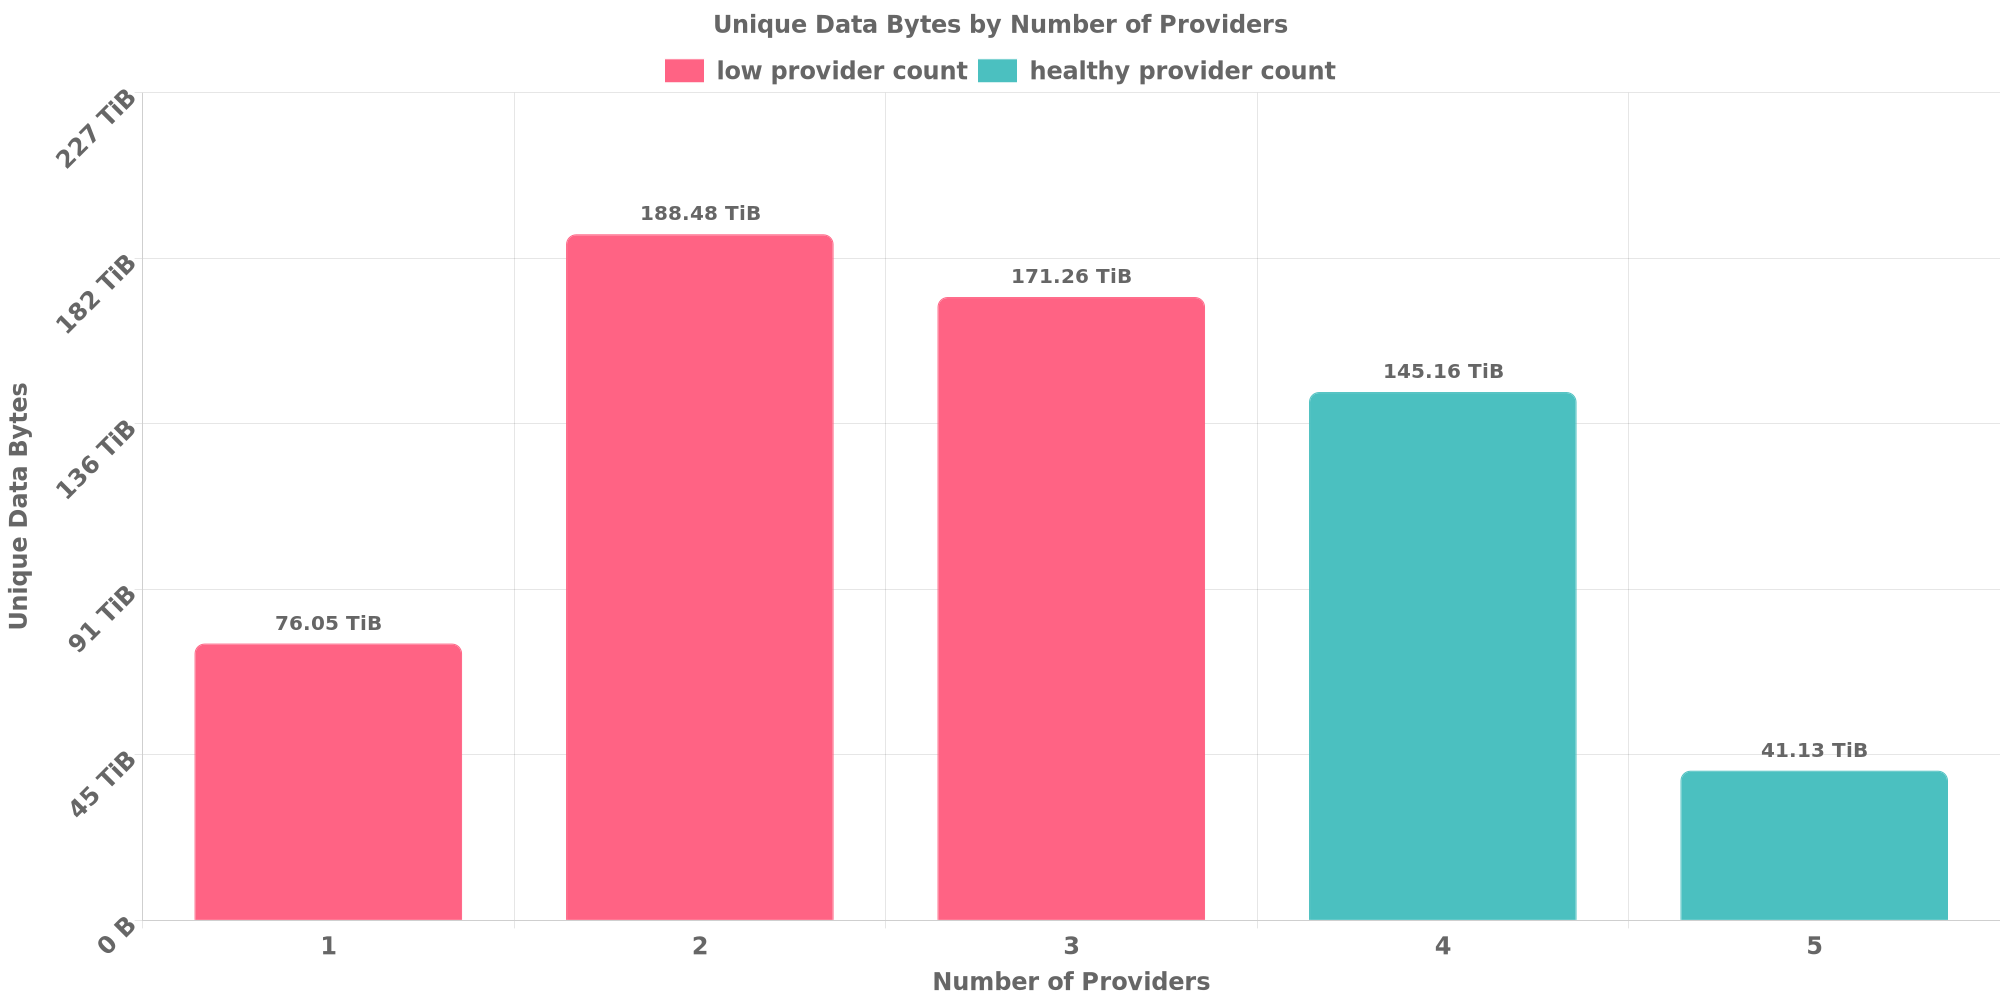 Unique Data Bytes by Number of Providers
low provider count healthy provider count
227 TiB
182 TiB
136 TiB
91 TiB
45 TiB
0 B
Unique Data Bytes
76.05 TiB
188.48 TiB
171.26 TiB
145.16 TiB
41.13 TiB
1 2 3 4 5
Number of Providers